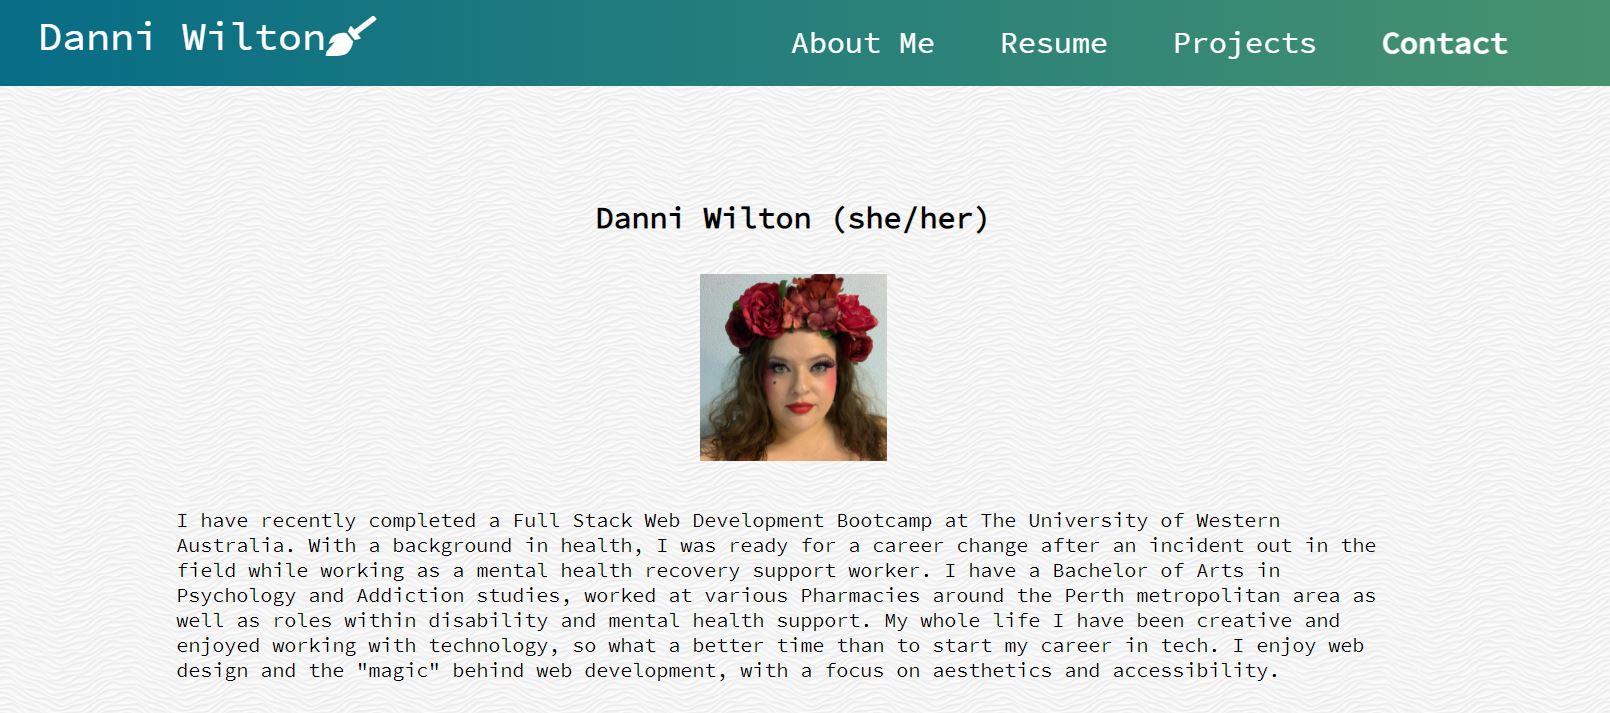 Danni Wilton
About Me Resume Projects Contact
Danni Wilton (she/her)
I have recently completed a Full Stack Web Development Bootcamp at The University of Western
Australia. With a background in health, I was ready for a career change after an incident out in the
field while working as a mental health recovery support worker. I have a Bachelor of Arts in
Psychology and Addiction studies, worked at various Pharmacies around the Perth metropolitan area as
well as roles within disability and mental health support. My whole life I have been creative and
enjoyed working with technology, so what a better time than to start my career in tech. I enjoy web
design and the "magic" behind web development, with a focus on aesthetics and accessibility.